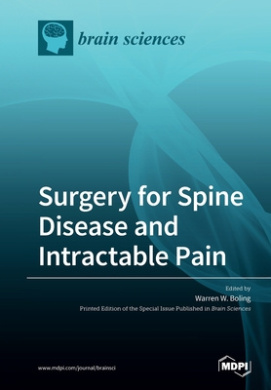 brain sciences
Surgery for Spine
Disease and
Intractable Pain
Edited by
Warren W. Boling
Printed Edition of the Special Issue Published in Brain Sciences
www.mdpi.com/journal/brainsci
MDPI